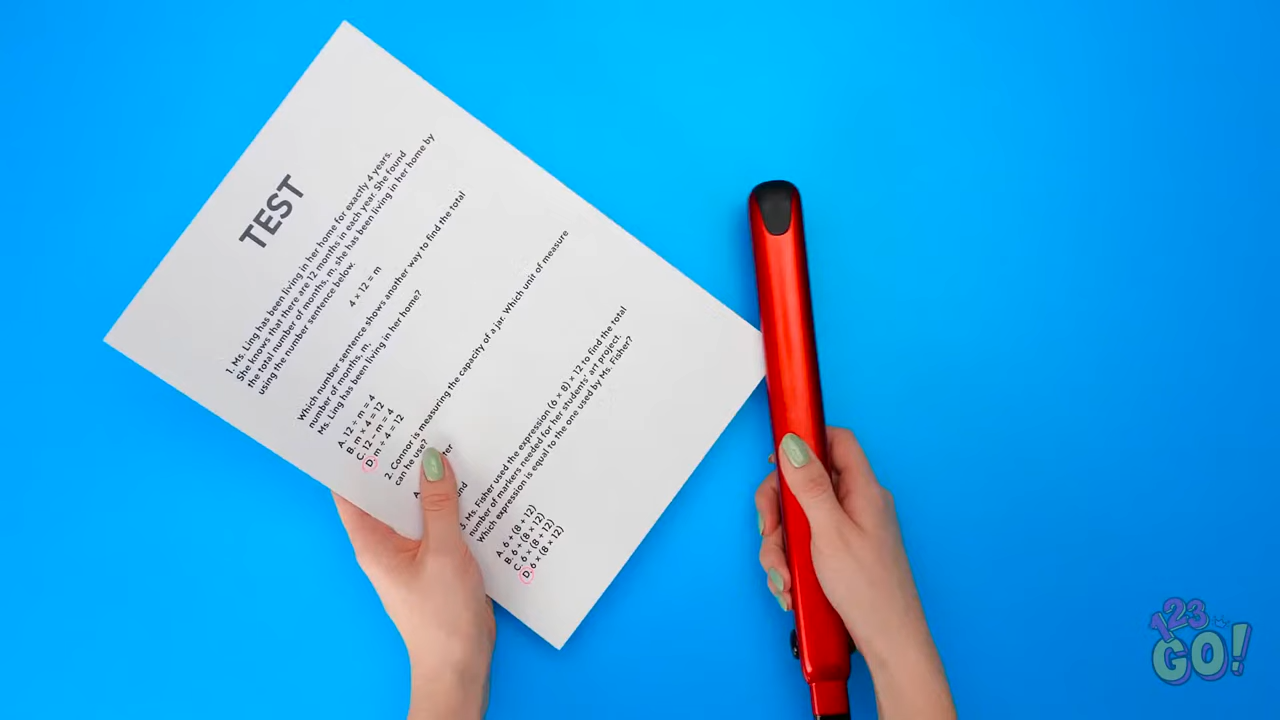 TEST
1. Ms. Ling has been living in her home for exactly 4 years.
She knows that there are 12 months in each year. She found
the total number of months, m, she has been living in her home by
using the number sentence below.
4 × 12 = m
Which number sentence shows another way to find the total
number of months, m,
Ms. Ling has been living in her home?
A. 12 ÷ m = 4
B. m × 4 = 12
C. 12 − m = 4
D. m ÷ 4 = 12
2. Connor is measuring the capacity of a jar. Which unit of measure
can he use?
A.
3. Ms. Fisher used the expression (6 × 8) × 12 to find the total
number of markers needed for her students' art project.
Which expression is equal to the one used by Ms. Fisher?
A. 6 + (8 + 12)
B. 6 + (8 × 12)
C. 6 × (8 + 12)
D. 6 × (8 × 12)
123
GO!